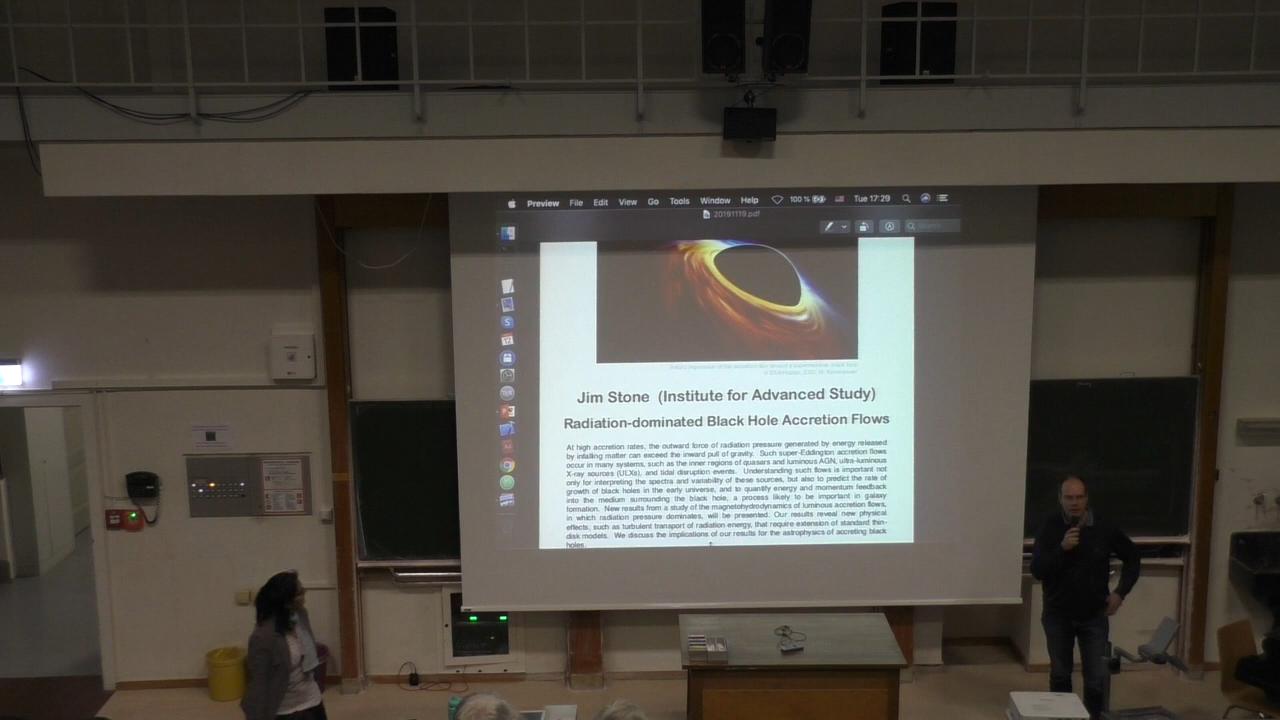 Preview File Edit View Go Tools Window Help 100 % Tue 17:29
20191119.pdf
Jim Stone (Institute for Advanced Study)
Radiation-dominated Black Hole Accretion Flows
At high accretion rates, the outward force of radiation pressure generated by energy released
by infalling matter can exceed the inward pull of gravity. Such super-Eddington accretion flows
occur in many systems, such as the inner regions of quasars and luminous AGN, ultra-luminous
X-ray sources (ULXs), and tidal disruption events. Understanding such flows is important not
only for interpreting the spectra and variability of these sources, but also to predict the rate of
growth of black holes in the early universe, and to quantify energy and momentum feedback
into the medium surrounding the black hole, a process likely to be important in galaxy
formation. New results from a study of the magnetohydrodynamics of luminous accretion flows,
in which radiation pressure dominates, will be presented. Our results reveal new physical
effects, such as turbulent transport of radiation energy, that require extension of standard thin-
disk models. We discuss the implications of our results for the astrophysics of accreting black
holes.